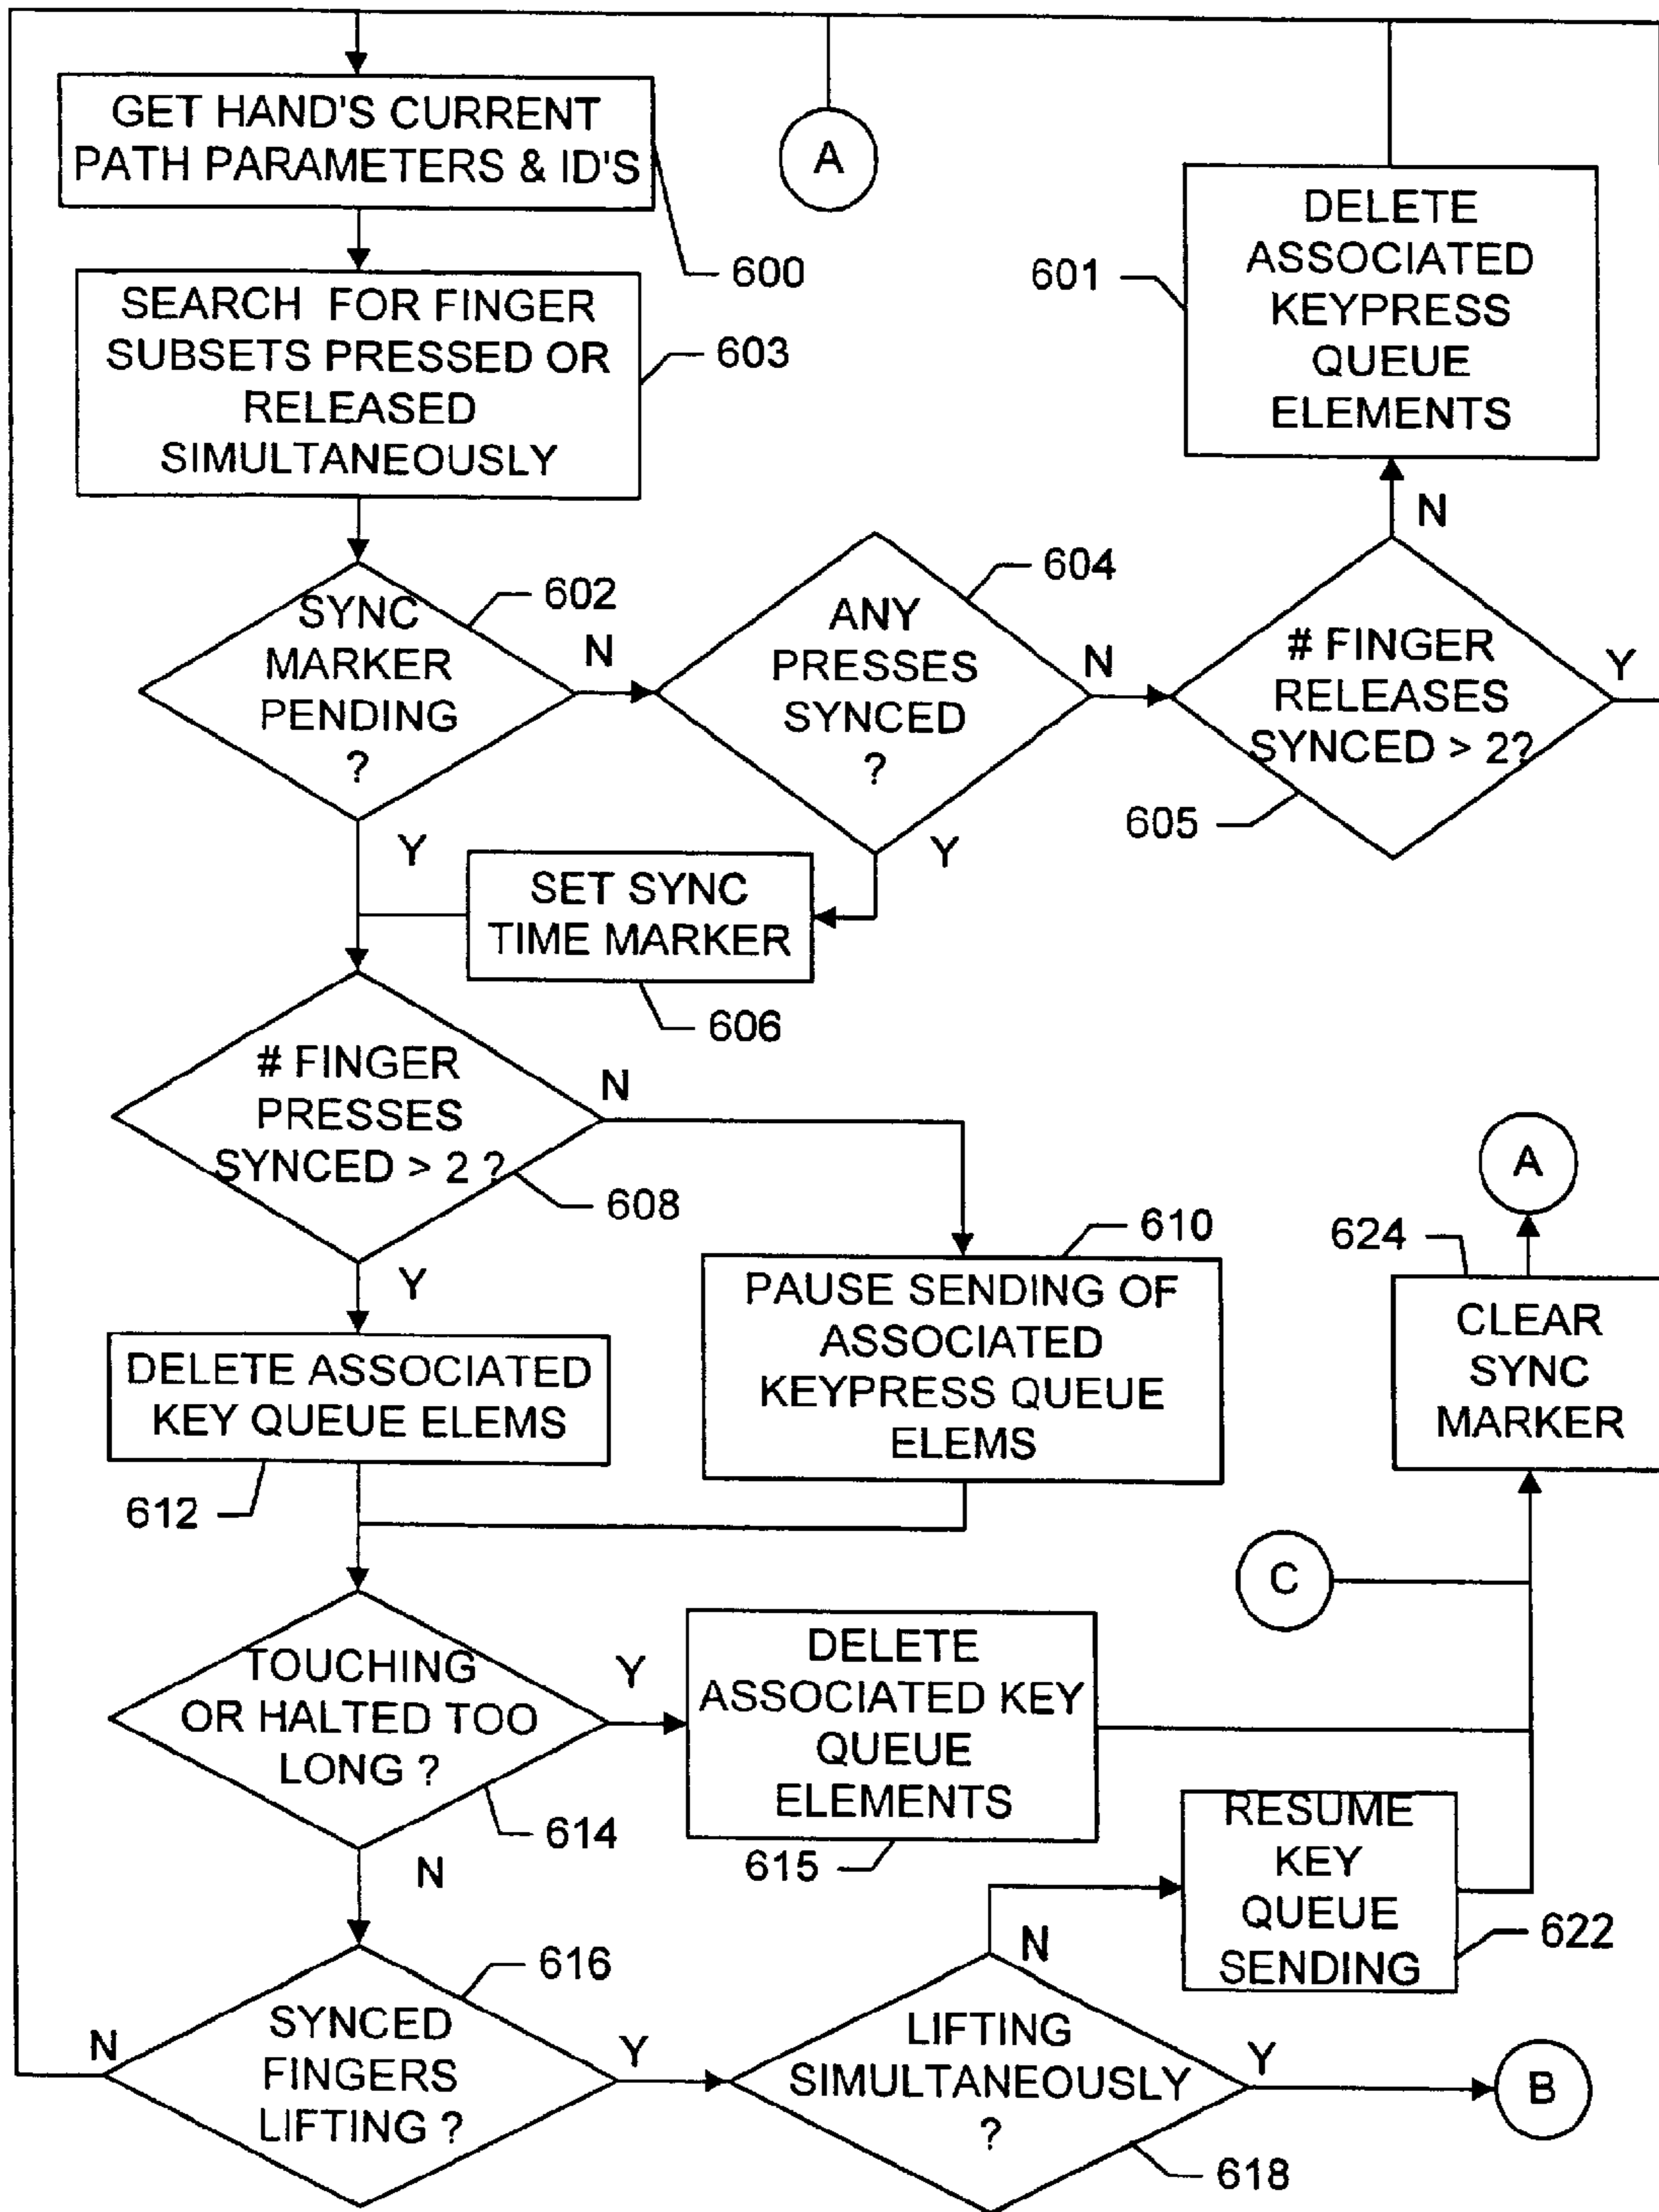 GET HAND'S CURRENT
PATH PARAMETERS & ID'S
600
A
DELETE
ASSOCIATED
KEYPRESS
QUEUE
ELEMENTS
601
SEARCH FOR FINGER
SUBSETS PRESSED OR
RELEASED
SIMULTANEOUSLY
603
SYNC
MARKER
PENDING
?
602
N
Y
ANY
PRESSES
SYNCED
?
604
N
Y
# FINGER
RELEASES
SYNCED > 2?
605
N
Y
SET SYNC
TIME MARKER
606
# FINGER
PRESSES
SYNCED > 2 ?
608
N
Y
PAUSE SENDING OF
ASSOCIATED
KEYPRESS QUEUE
ELEMS
610
DELETE ASSOCIATED
KEY QUEUE ELEMS
612
A
624
CLEAR
SYNC
MARKER
C
TOUCHING
OR HALTED TOO
LONG ?
614
Y
N
DELETE
ASSOCIATED KEY
QUEUE
ELEMENTS
615
RESUME
KEY
QUEUE
SENDING
622
SYNCED
FINGERS
LIFTING ?
616
N
Y
LIFTING
SIMULTANEOUSLY
?
618
N
Y
B